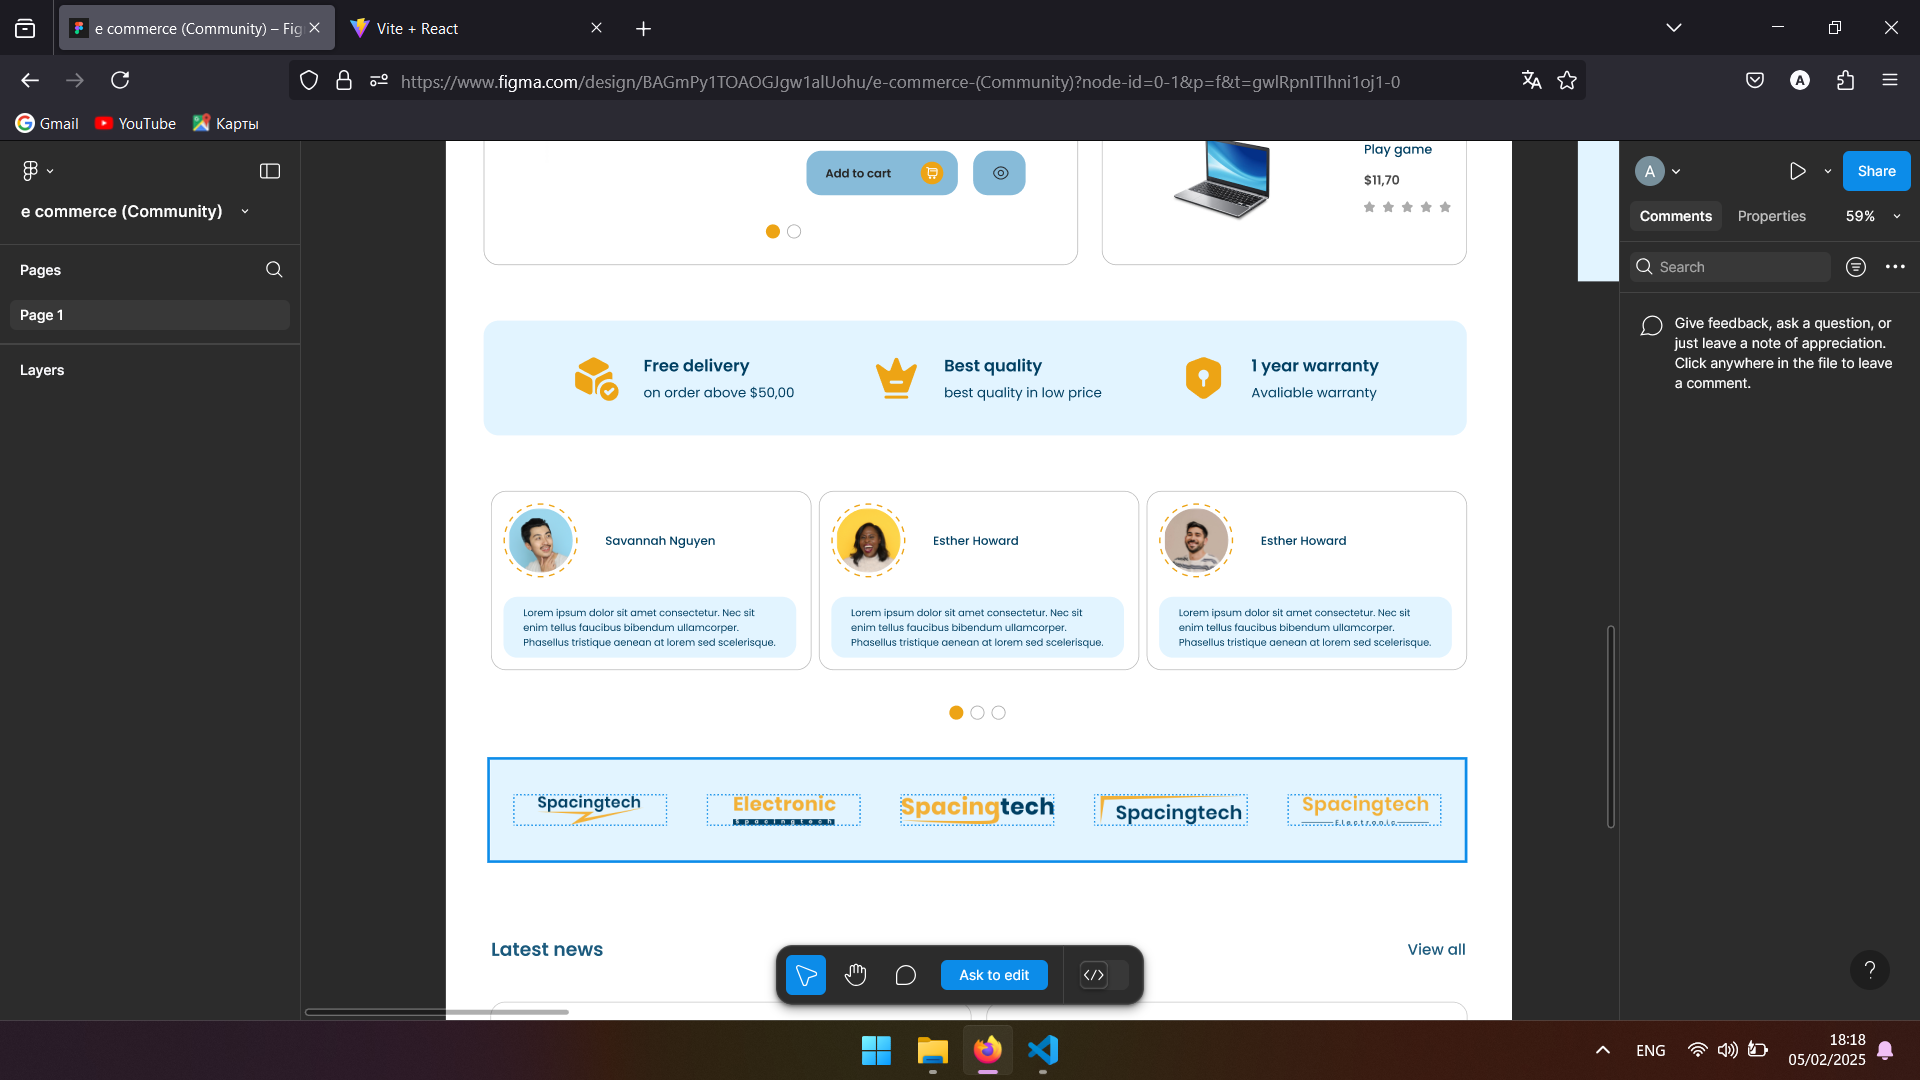 e commerce (Community) – Fig
Vite + React
https://www.figma.com/design/BAGmPy1TOAOGJgw1alUohu/e-commerce-(Community)?node-id=0-1&p=f&t=gwlRpnITIhni1oj1-0
A
Gmail
YouTube
Карты
e commerce (Community)
Pages
Page 1
Layers
Add to cart
Play game
$11,70
Free delivery
on order above $50,00
Best quality
best quality in low price
1 year warranty
Avaliable warranty
Savannah Nguyen
Lorem ipsum dolor sit amet consectetur. Nec sit
enim tellus faucibus bibendum ullamcorper.
Phasellus tristique aenean at lorem sed scelerisque.
Esther Howard
Lorem ipsum dolor sit amet consectetur. Nec sit
enim tellus faucibus bibendum ullamcorper.
Phasellus tristique aenean at lorem sed scelerisque.
Esther Howard
Lorem ipsum dolor sit amet consectetur. Nec sit
enim tellus faucibus bibendum ullamcorper.
Phasellus tristique aenean at lorem sed scelerisque.
Spacingtech
Electronic
Spacingtech
Spacingtech
Spacingtech
Spacingtech
Electronic
Latest news
View all
Ask to edit
A
Share
Comments
Properties
59%
Search
Give feedback, ask a question, or
just leave a note of appreciation.
Click anywhere in the file to leave
a comment.
?
ENG
18:18
05/02/2025